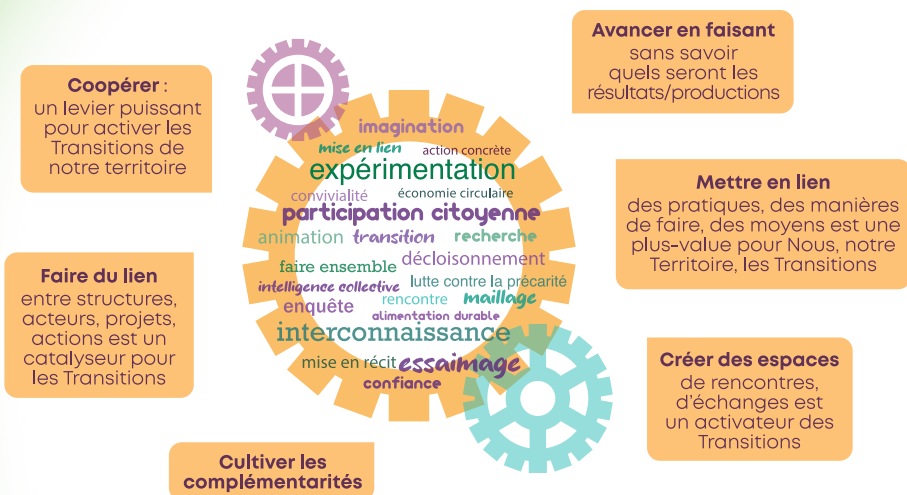 Coopérer :
un levier puissant
pour activer les
Transitions de
notre territoire
Avancer en faisant
sans savoir
quels seront les
résultats/productions
imagination
mise en lien action concrète
expérimentation
convivialité économie circulaire
participation citoyenne
animation transition recherche
décloisonnement
faire ensemble
lutte contre la précarité
intelligence collective
rencontre maillage
enquête
alimentation durable
interconnaissance
mise en récit essaimage
confiance
Mettre en lien
des pratiques, des manières
de faire, des moyens est une
plus-value pour Nous, notre
Territoire, les Transitions
Faire du lien
entre structures,
acteurs, projets,
actions est un
catalyseur pour
les Transitions
Créer des espaces
de rencontres,
d'échanges est
un activateur des
Transitions
Cultiver les
complémentarités